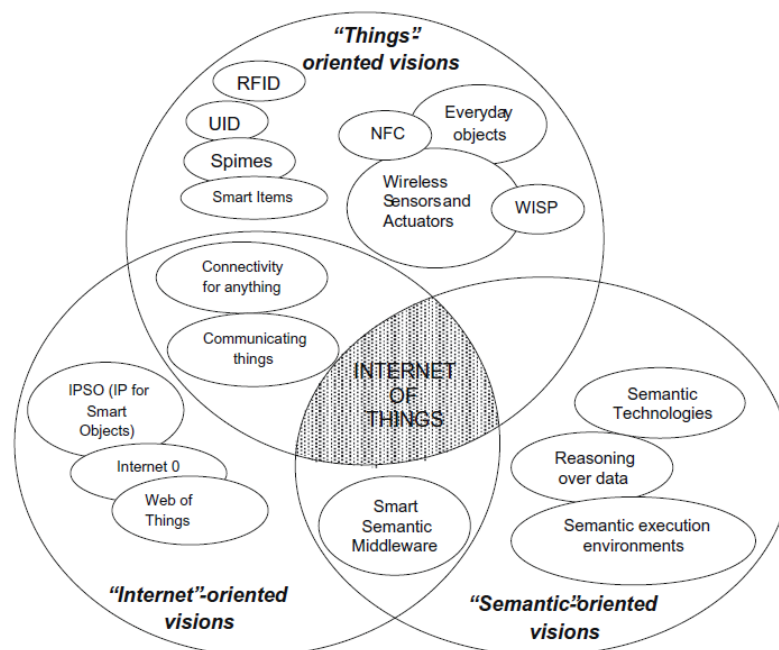 “Things”-
oriented visions
RFID
UID
Spimes
Smart Items
Everyday
objects
NFC
Wireless
Sensors and
Actuators
WISP
Connectivity
for anything
Communicating
things
INTERNET
OF
THINGS
IPSO (IP for
Smart
Objects)
Internet 0
Web of
Things
Semantic
Technologies
Reasoning
over data
Semantic execution
environments
Smart
Semantic
Middleware
“Internet”-oriented
visions
“Semantic”-oriented
visions